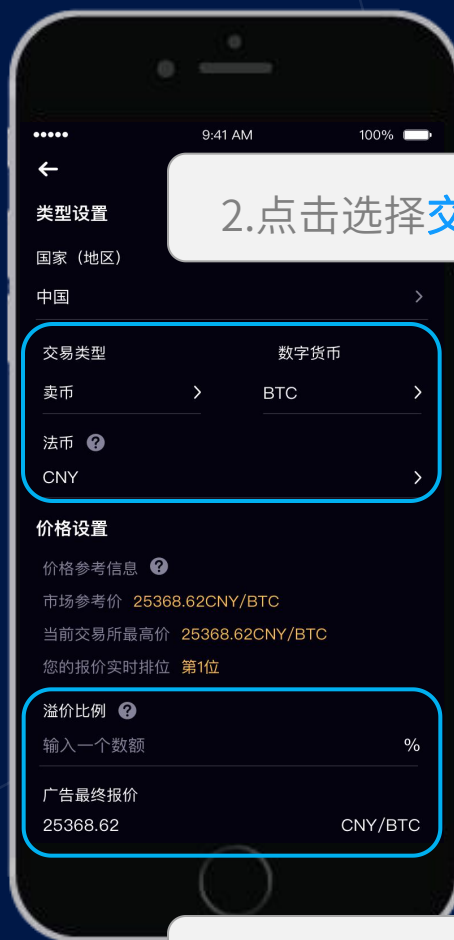 9:41 AM 100%
2.点击选择交
类型设置
国家（地区）
中国
交易类型 数字货币
卖币 BTC
法币 ?
CNY
价格设置
价格参考信息 ?
市场参考价 25368.62CNY/BTC
当前交易所最高价 25368.62CNY/BTC
您的报价实时排位 第1位
溢价比例 ?
输入一个数额 %
广告最终报价
25368.62 CNY/BTC